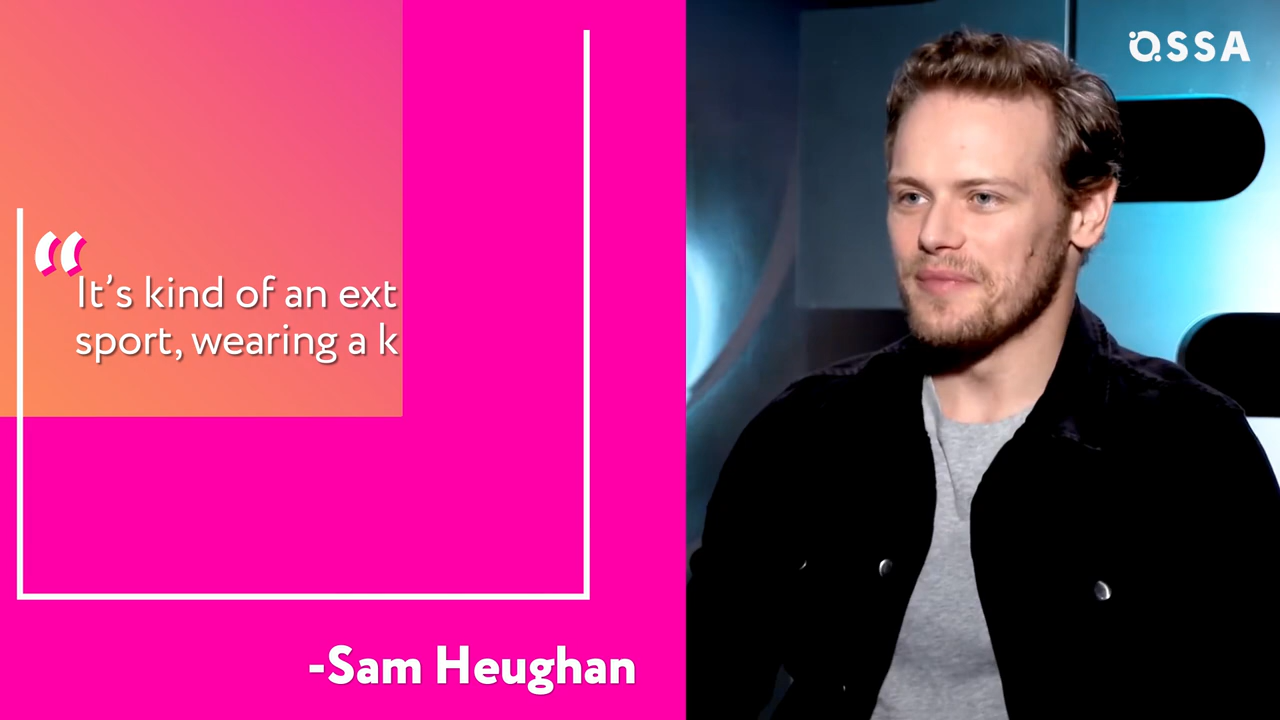 OSSA
“It’s kind of an ext
sport, wearing a k
-Sam Heughan